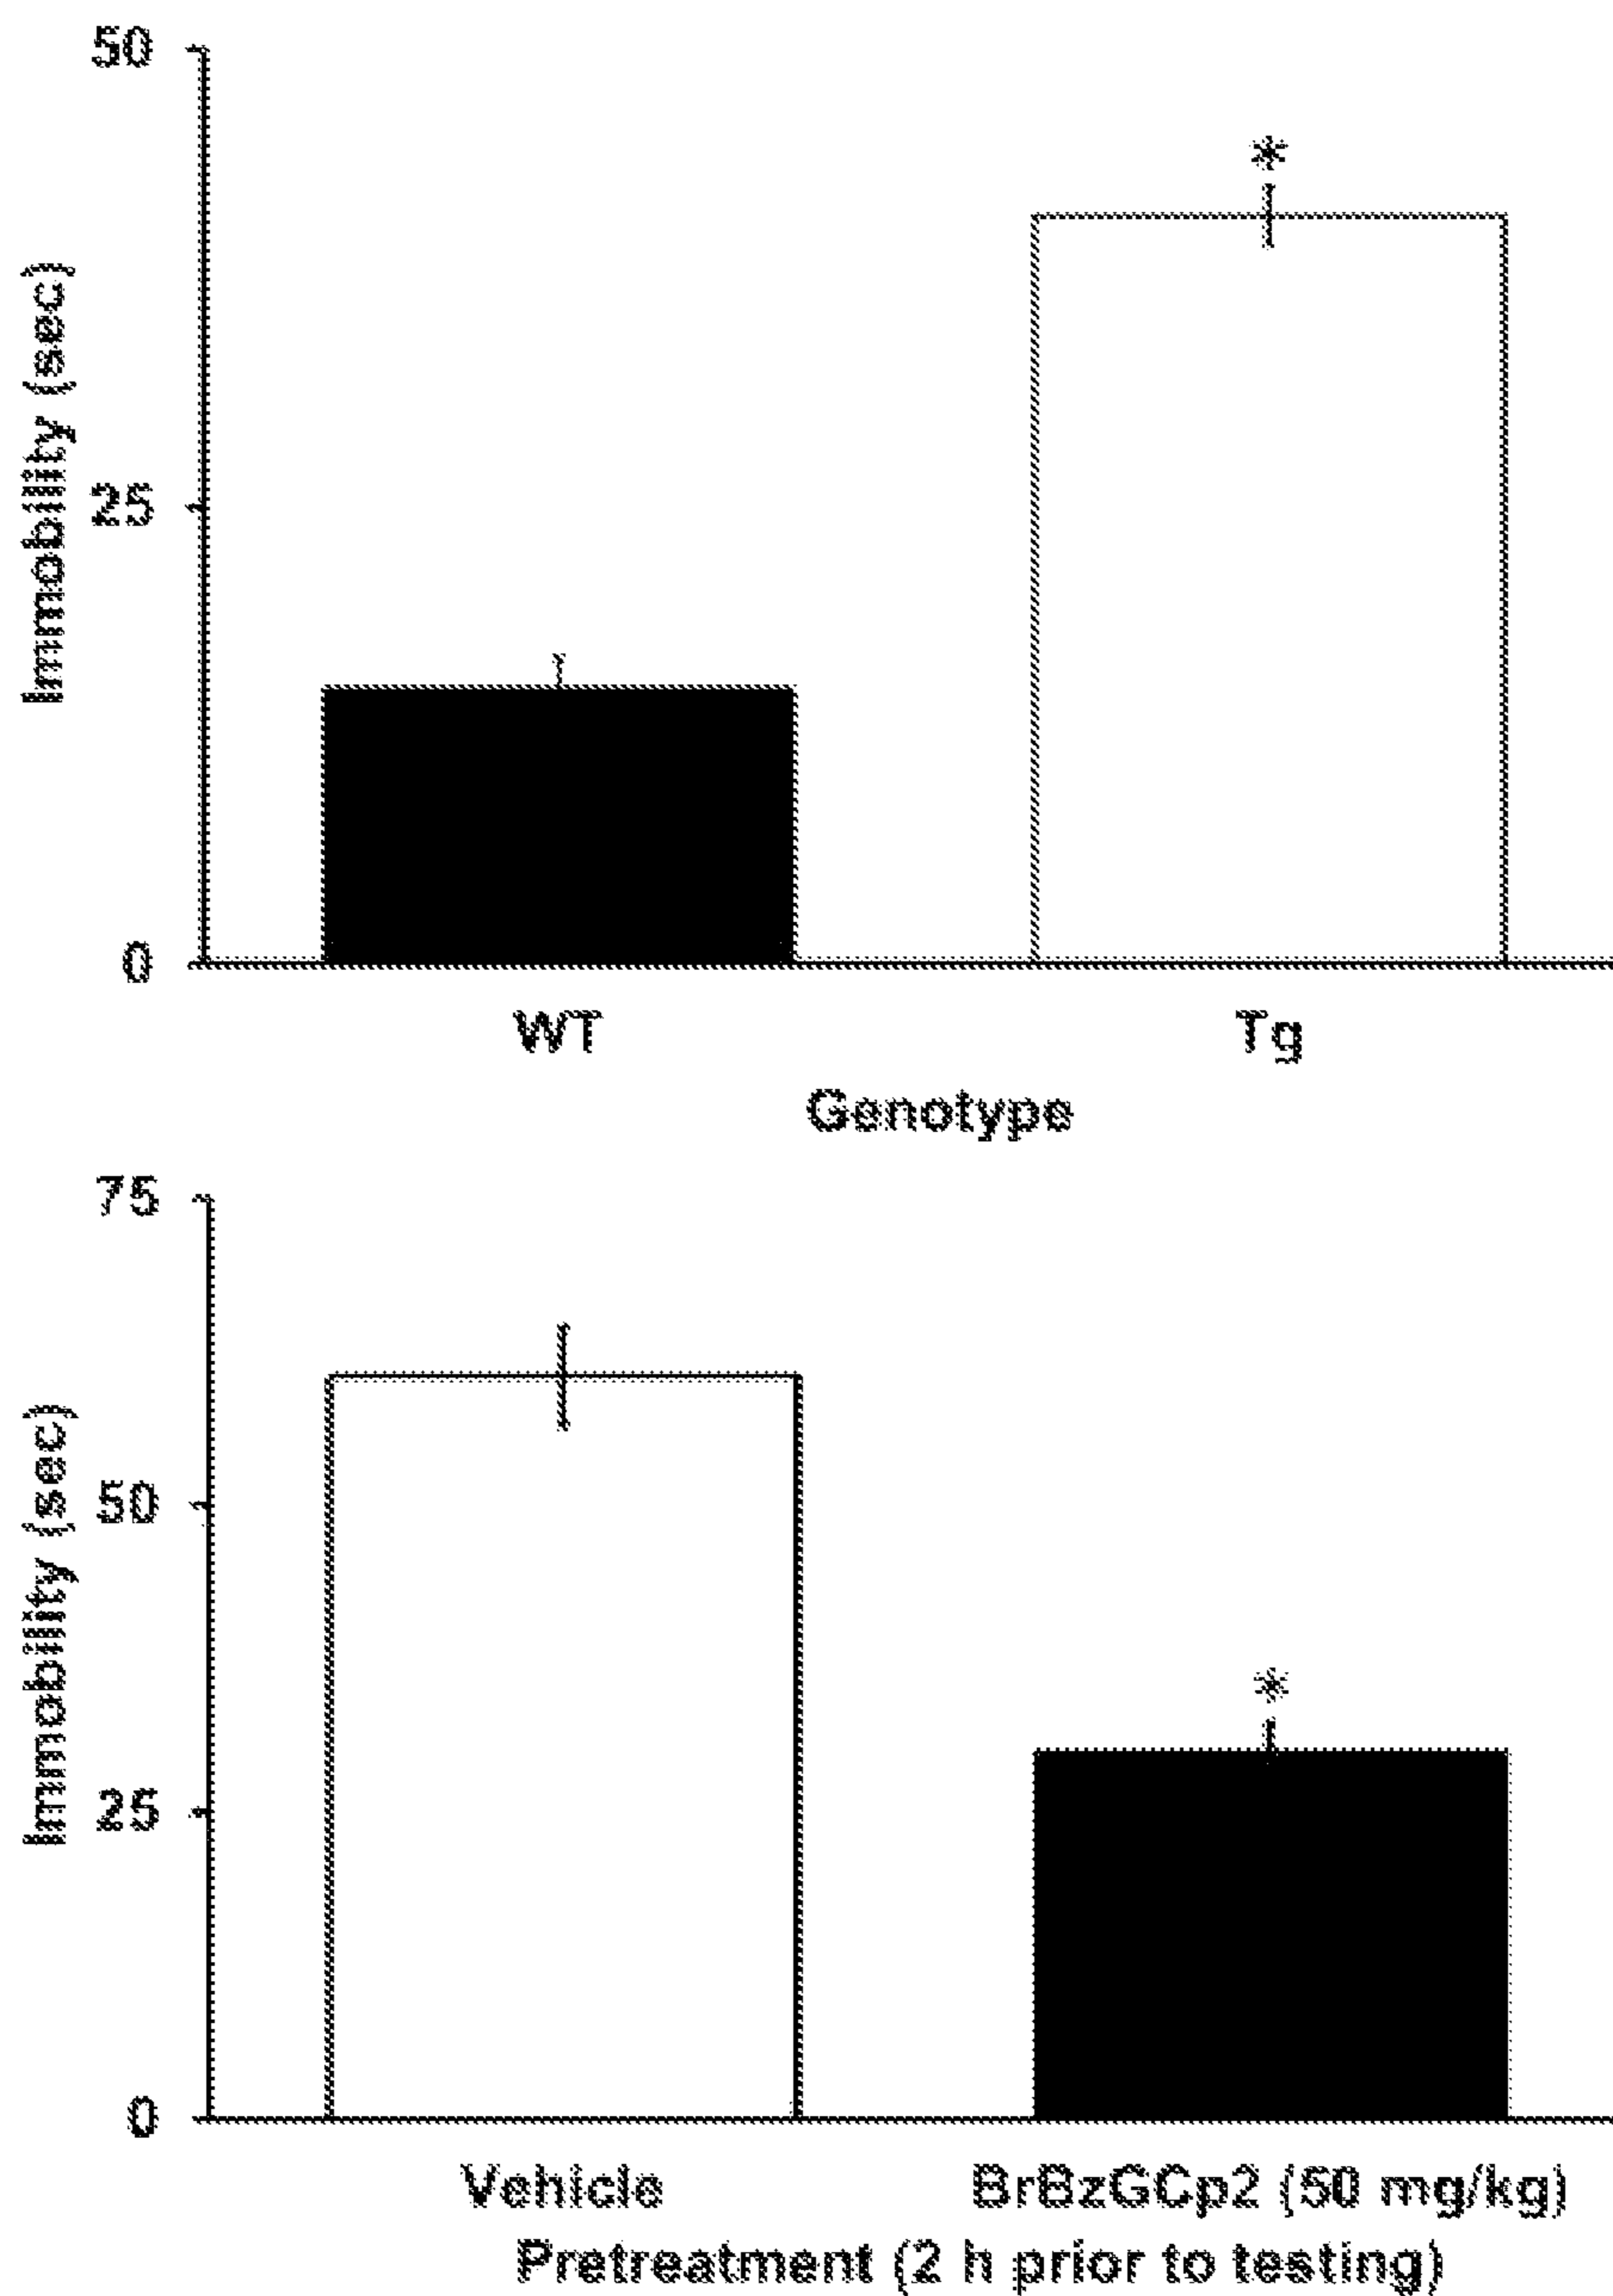 50
*
Immobility (sec)
25
0
WT Tg
Genotype
75
50
Immobility (sec)
*
25
0
Vehicle BrBzGCp2 (50 mg/kg)
Pretreatment (2 h prior to testing)